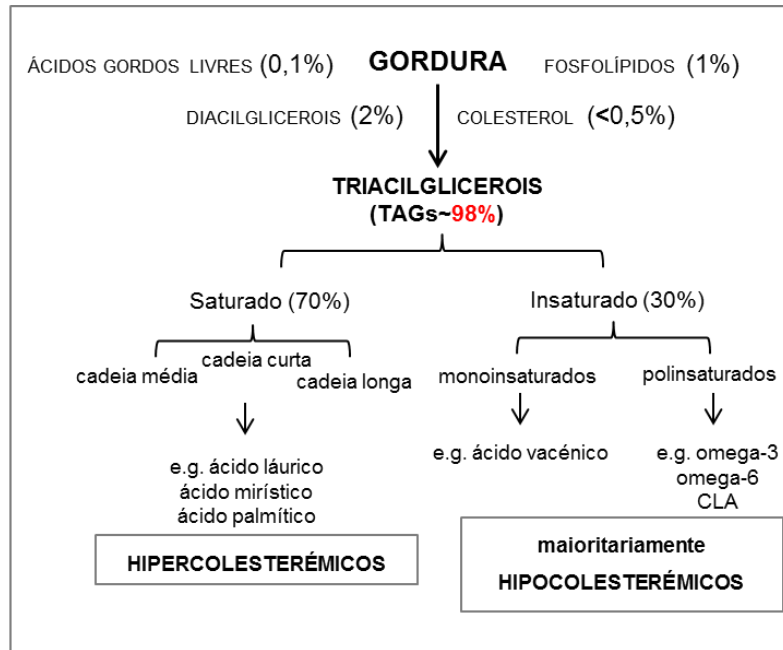 ÁCIDOS GORDOS LIVRES (0,1%) GORDURA FOSFOLÍPIDOS (1%)
DIACILGLICEROIS (2%) COLESTEROL (<0,5%)
TRIACILGLICEROIS
(TAGs~98%)
Saturado (70%) Insaturado (30%)
cadeia média cadeia curta cadeia longa monoinsaturados polinsaturados
e.g. ácido láurico
ácido mirístico
ácido palmítico
e.g. ácido vacénico
e.g. omega-3
omega-6
CLA
HIPERCOLESTERÉMICOS
maioritariamente
HIPOCOLESTERÉMICOS